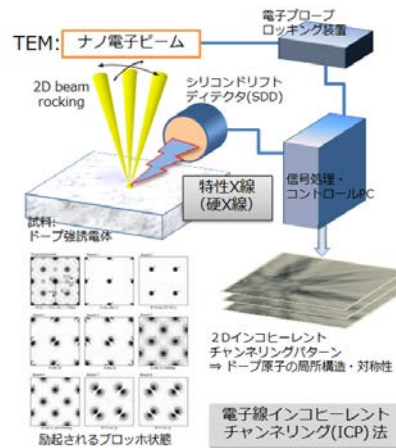 電子プローブ
ロッキング装置
TEM:
ナノ電子ビーム
2D beam
rocking
シリコンドリフト
ディテクタ(SDD)
特性X線
(硬X線)
信号処理・
コントロールPC
試料:
ドープ強誘電体
2Dインコヒーレント
チャンネリングパターン
⇒ ドープ原子の局所構造・対称性
励起されるブロッホ状態
電子線インコヒーレント
チャンネリング(ICP)法